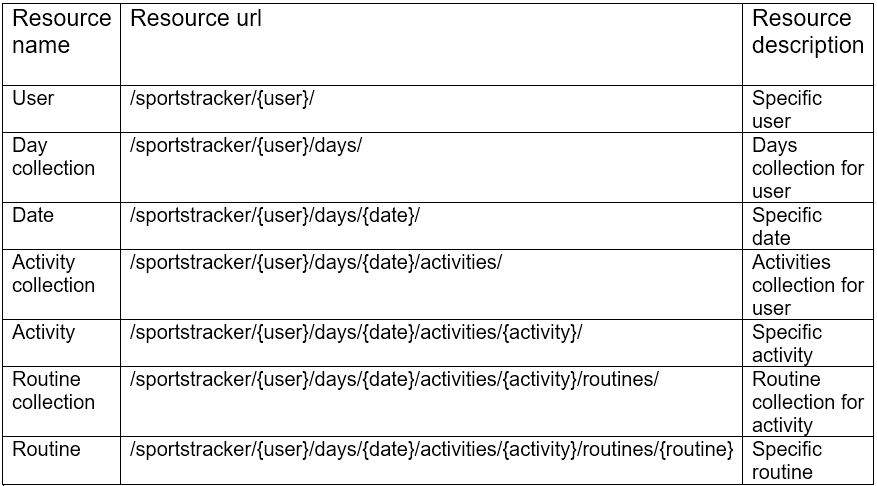 Resource name
Resource url
Resource description
User
/sportstracker/{user}/
Specific user
Day collection
/sportstracker/{user}/days/
Days collection for user
Date
/sportstracker/{user}/days/{date}/
Specific date
Activity collection
/sportstracker/{user}/days/{date}/activities/
Activities collection for user
Activity
/sportstracker/{user}/days/{date}/activities/{activity}/
Specific activity
Routine collection
/sportstracker/{user}/days/{date}/activities/{activity}/routines/
Routine collection for activity
Routine
/sportstracker/{user}/days/{date}/activities/{activity}/routines/{routine}
Specific routine